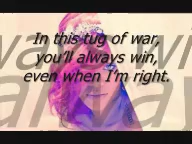 In this tug of war,
you'll always win,
even when I'm right.